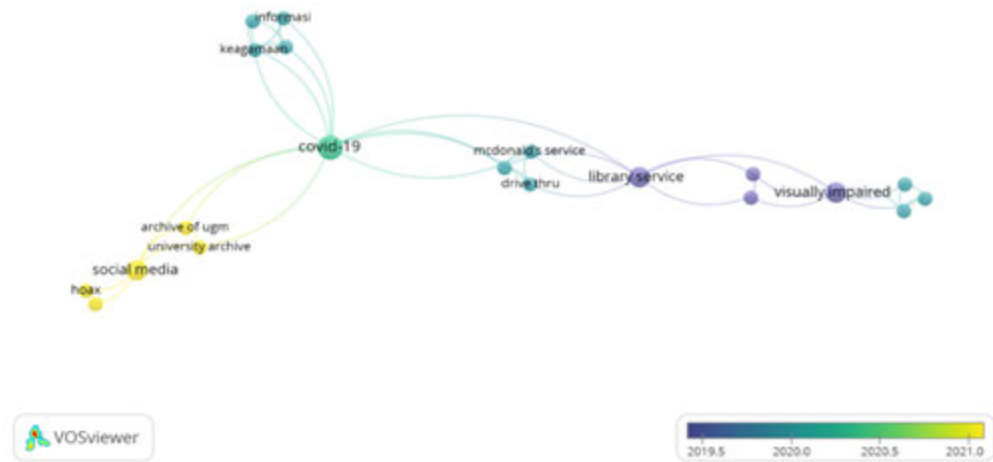 informasi
keagamaan
covid-19
mcdonald's service
drive thru
library service
visually impaired
archive of ugm
university archive
social media
hoax
VOSviewer
2019.5 2020.0 2020.5 2021.0